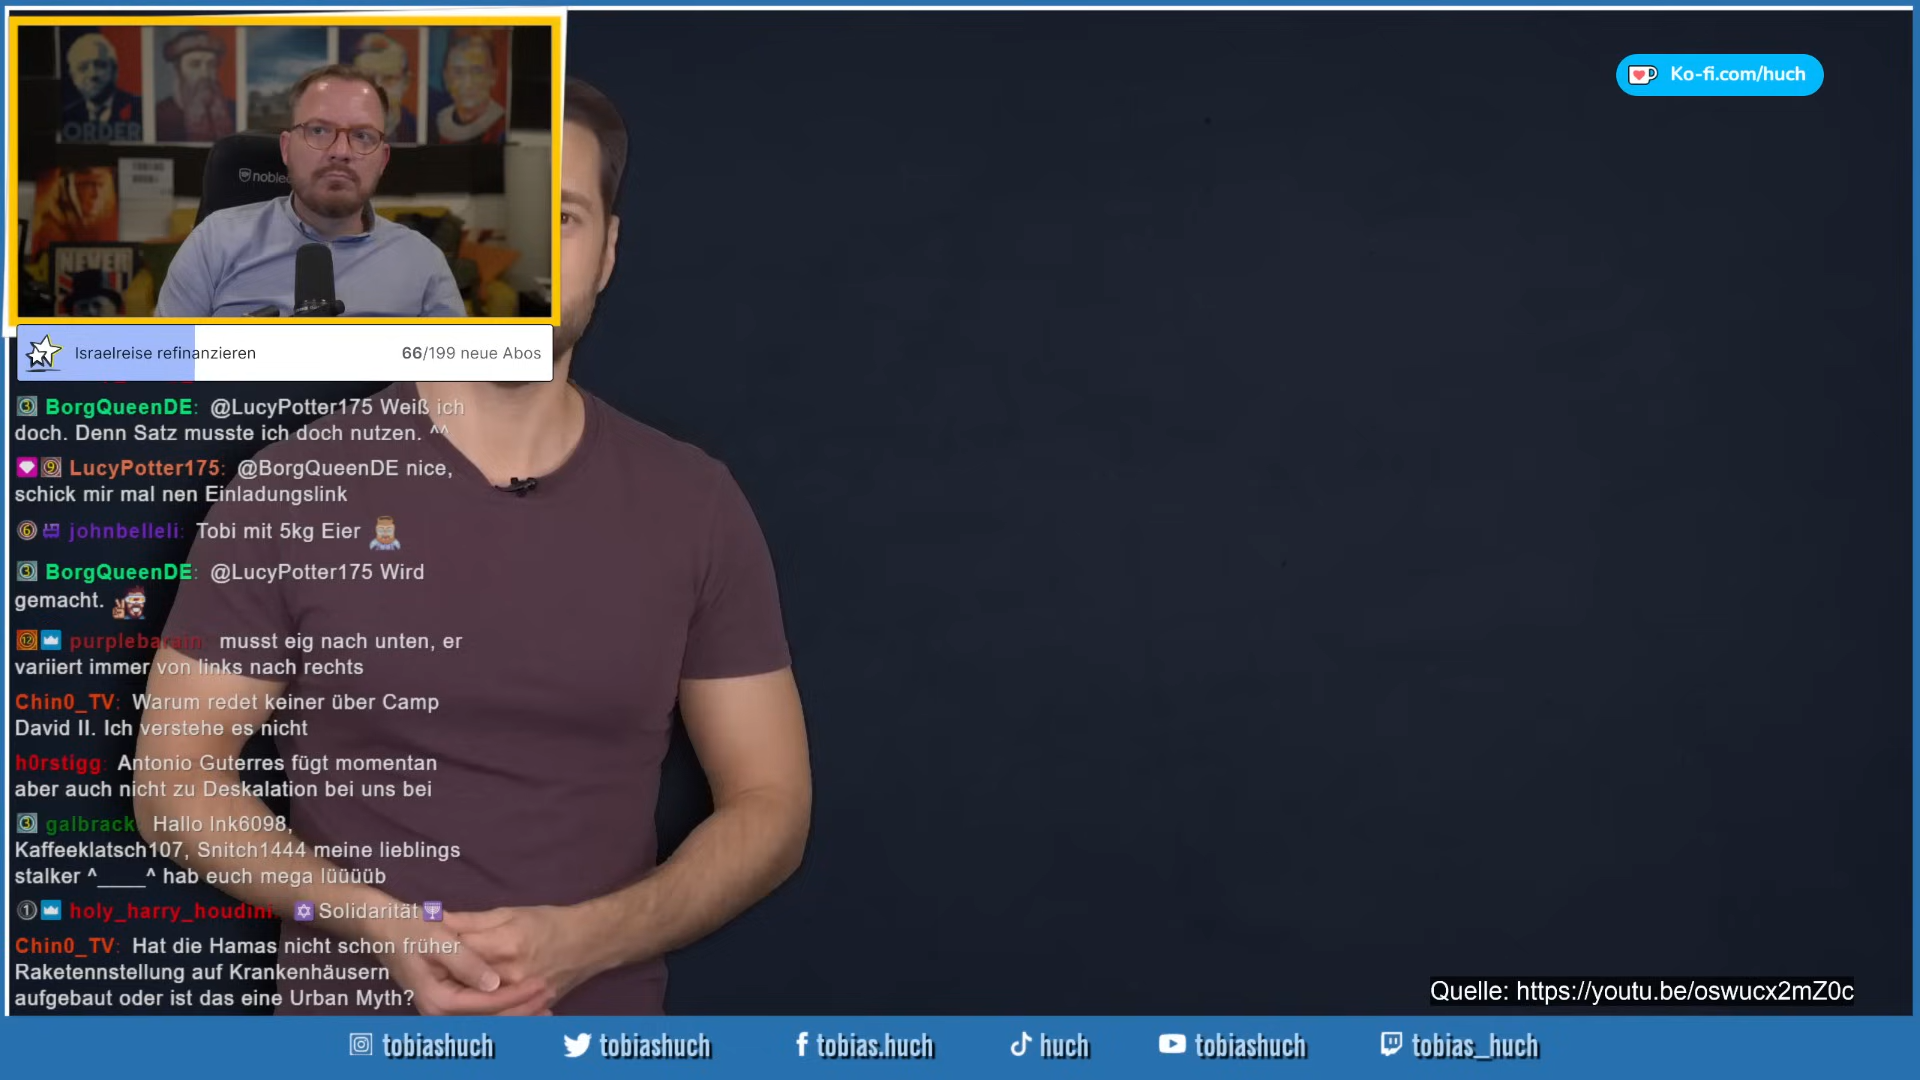 ORDER
noble
NEVER
Ko-fi.com/huch
Israelreise refinanzieren
66/199 neue Abos
BorgQueenDE: @LucyPotter175 Weiß ich
doch. Denn Satz musste ich doch nutzen. ^^
LucyPotter175: @BorgQueenDE nice,
schick mir mal nen Einladungslink
johnbelleli: Tobi mit 5kg Eier
BorgQueenDE: @LucyPotter175 Wird
gemacht.
musst eig nach unten, er
variiert immer von links nach rechts
Chin0_TV: Warum redet keiner über Camp
David II. Ich verstehe es nicht
h0rstigg: Antonio Guterres fügt momentan
aber auch nicht zu Deskalation bei uns bei
galbrack: Hallo Ink6098,
Kaffeeklatsch107, Snitch1444 meine lieblings
stalker ^____^ hab euch mega lüüüüb
holy_harry_houdini: Solidarität
Chin0_TV: Hat die Hamas nicht schon früher
Raketennstellung auf Krankenhäusern
aufgebaut oder ist das eine Urban Myth?
Quelle: https://youtu.be/oswucx2mZ0c
tobiashuch
tobiashuch
tobias.huch
huch
tobiashuch
tobias_huch